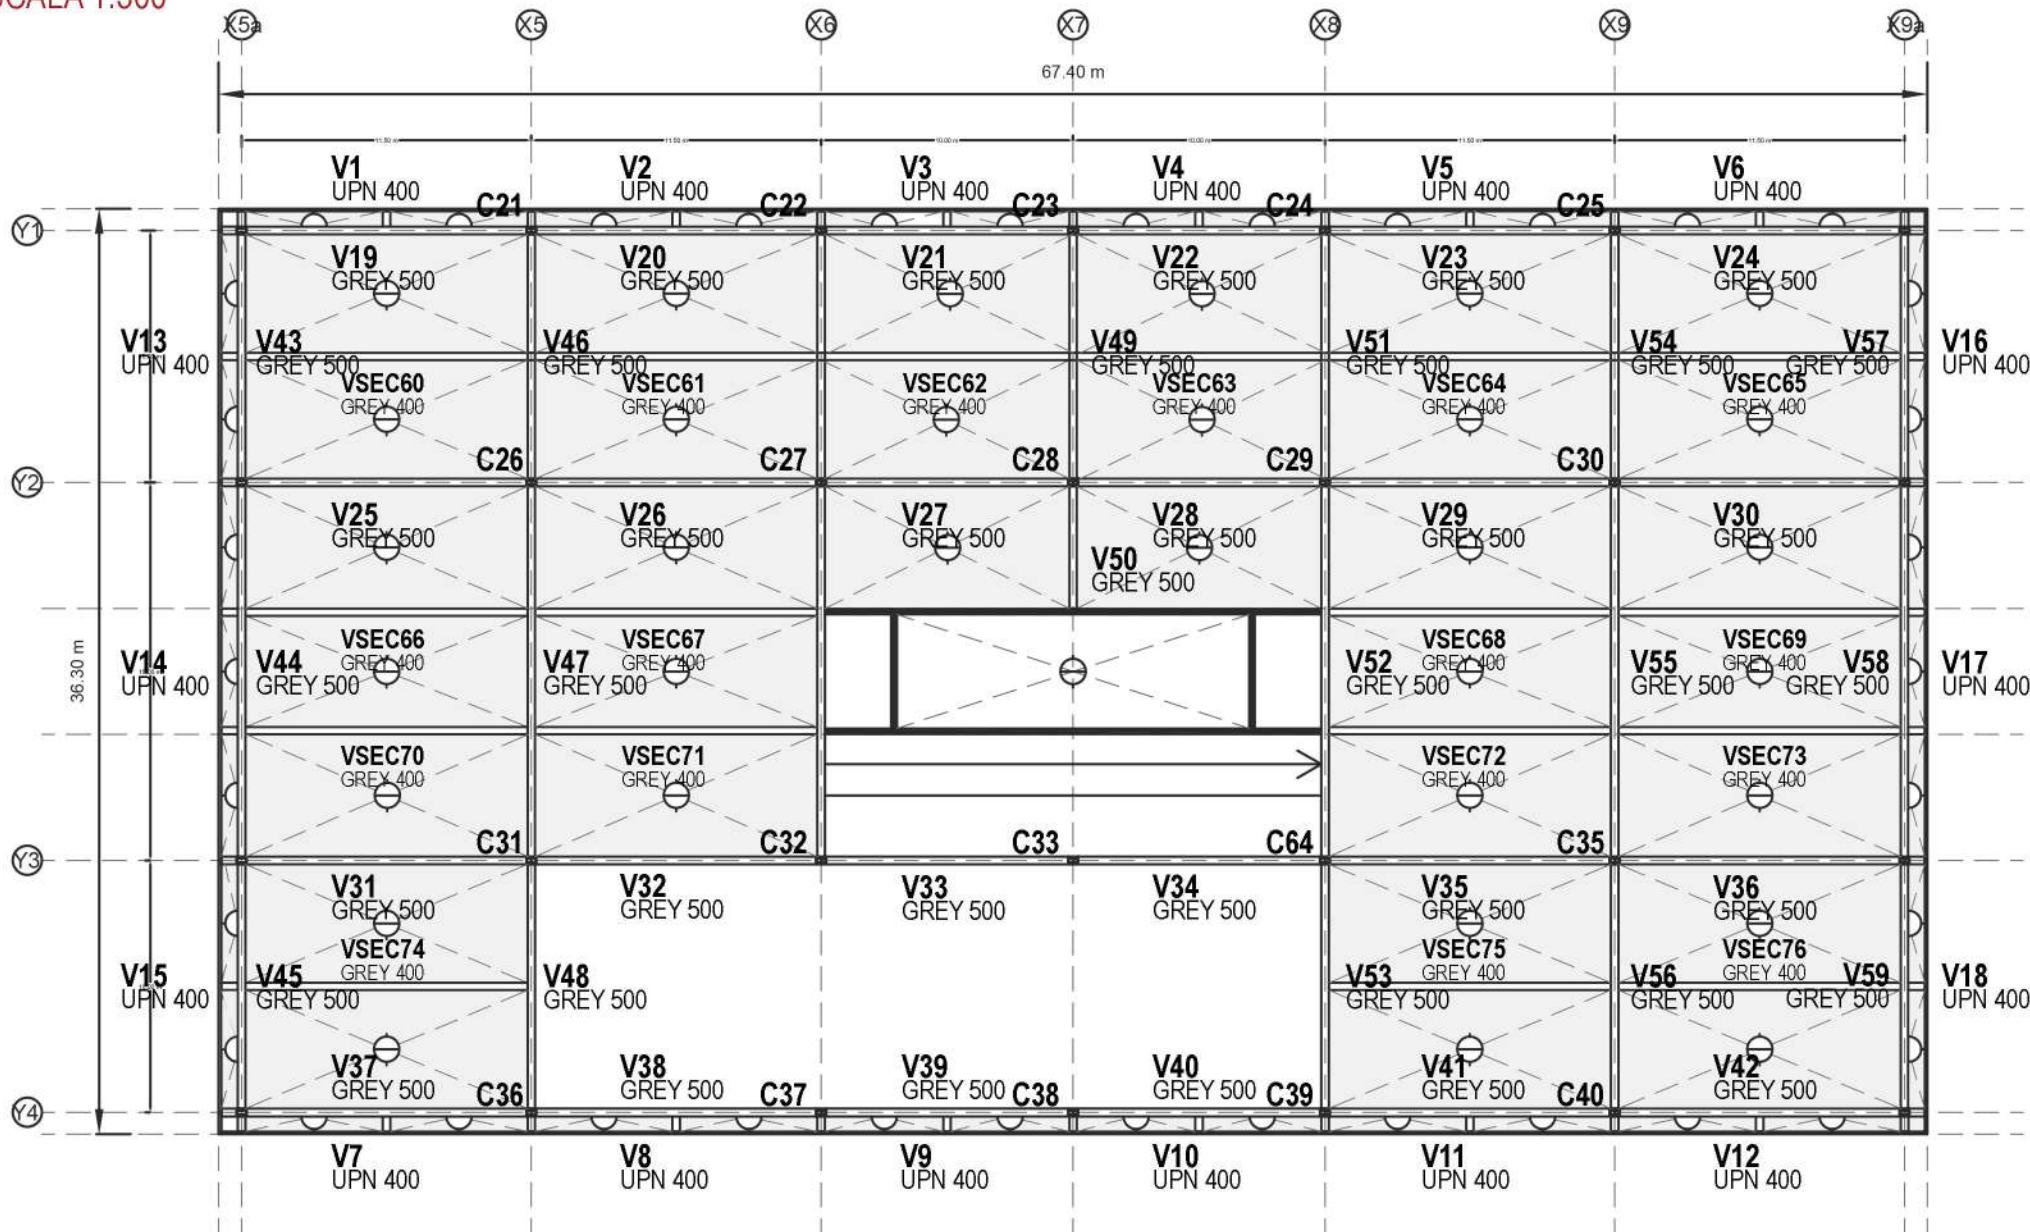 SCALA 1:500
X5a X5 X6 X7 X8 X9 X9a
67.40 m
11.50 m 11.50 m 10.00 m 10.00 m 11.50 m 11.50 m
V1 V2 V3 V4 V5 V6
UPN 400 UPN 400 UPN 400 UPN 400 UPN 400 UPN 400
C21 C22 C23 C24 C25
Y1
V19 V20 V21 V22 V23 V24
GREY 500 GREY 500 GREY 500 GREY 500 GREY 500 GREY 500
V13 V43 V46 V49 V51 V54 V57 V16
UPN 400 GREY 500 GREY 500 GREY 500 GREY 500 GREY 500 GREY 500 UPN 400
VSEC60 VSEC61 VSEC62 VSEC63 VSEC64 VSEC65
GREY 400 GREY 400 GREY 400 GREY 400 GREY 400 GREY 400
C26 C27 C28 C29 C30
Y2
V25 V26 V27 V28 V29 V30
GREY 500 GREY 500 GREY 500 GREY 500 GREY 500 GREY 500
V50
GREY 500
36.30 m
VSEC66 VSEC67 VSEC68 VSEC69
GREY 400 GREY 400 GREY 400 GREY 400
V14 V44 V47 V52 V55 V58 V17
UPN 400 GREY 500 GREY 500 GREY 500 GREY 500 GREY 500 UPN 400
VSEC70 VSEC71 VSEC72 VSEC73
GREY 400 GREY 400 GREY 400 GREY 400
C31 C32 C33 C64 C35
Y3
V31 V32 V33 V34 V35 V36
GREY 500 GREY 500 GREY 500 GREY 500 GREY 500 GREY 500
VSEC74 VSEC75 VSEC76
GREY 400 GREY 400 GREY 400
V15 V45 V48 V53 V56 V59 V18
UPN 400 GREY 500 GREY 500 GREY 500 GREY 500 GREY 500 UPN 400
V37 V38 V39 V40 V41 V42
GREY 500 GREY 500 GREY 500 GREY 500 GREY 500 GREY 500
C36 C37 C38 C39 C40
Y4
V7 V8 V9 V10 V11 V12
UPN 400 UPN 400 UPN 400 UPN 400 UPN 400 UPN 400